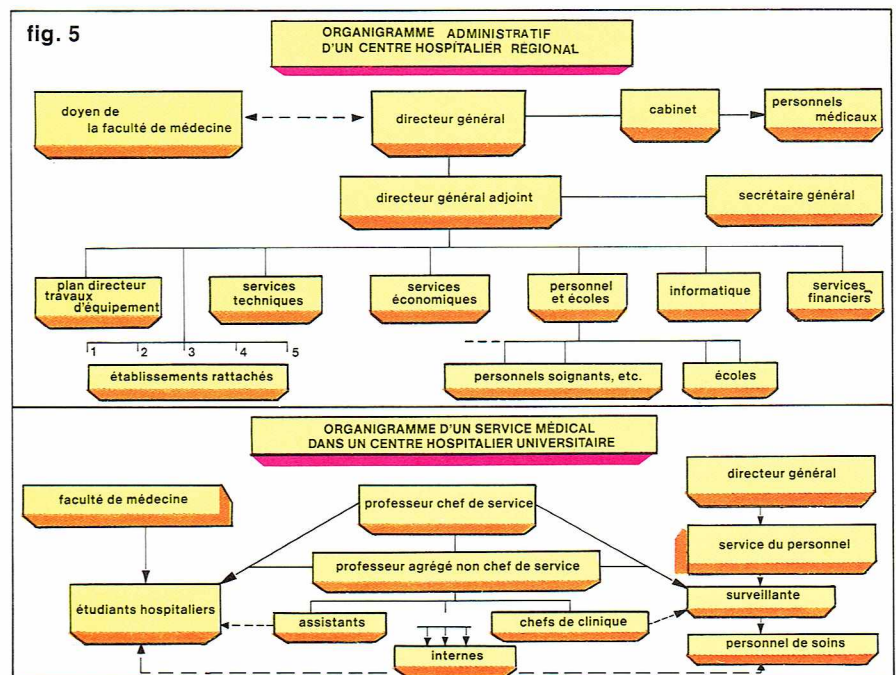 fig. 5
ORGANIGRAMME ADMINISTRATIF
D'UN CENTRE HOSPITALIER RÉGIONAL
doyen de
la faculté de médecine
directeur général
cabinet
personnels
médicaux
directeur général adjoint
secrétaire général
plan directeur
travaux
d'équipement
services
techniques
services
économiques
personnel
et écoles
informatique
services
financiers
1 2 3 4 5
établissements rattachés
personnels soignants, etc.
écoles
ORGANIGRAMME D'UN SERVICE MÉDICAL
DANS UN CENTRE HOSPITALIER UNIVERSITAIRE
faculté de médecine
professeur chef de service
directeur général
professeur agrégé non chef de service
service du personnel
étudiants hospitaliers
assistants
chefs de clinique
surveillante
internes
personnel de soins